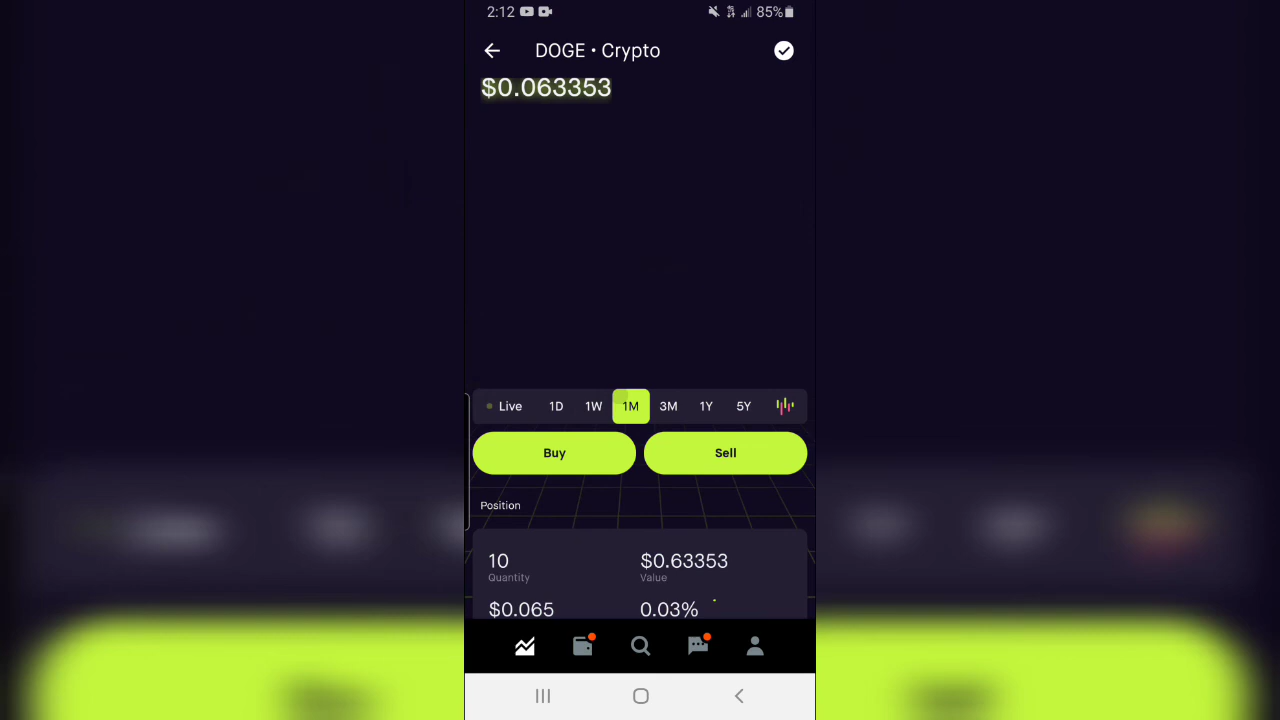 2:12 85%
DOGE • Crypto
$0.063353
Live 1D 1W 1M 3M 1Y 5Y
Buy Sell
Position
10 $0.63353
Quantity Value
$0.065 0.03%